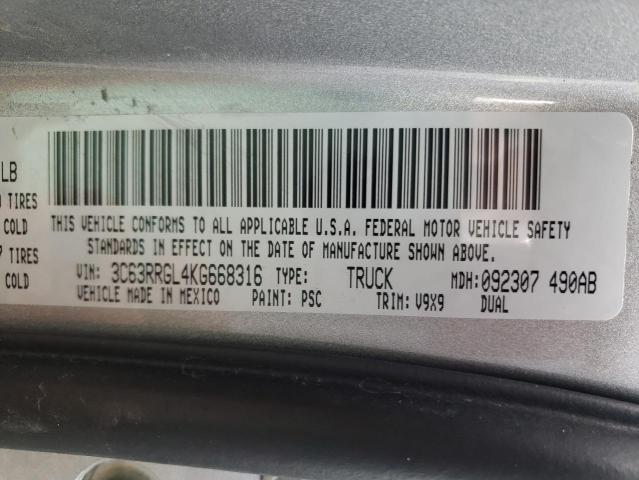 LB
TIRES
COLD
TIRES
COLD
THIS VEHICLE CONFORMS TO ALL APPLICABLE U.S.A. FEDERAL MOTOR VEHICLE SAFETY
STANDARDS IN EFFECT ON THE DATE OF MANUFACTURE SHOWN ABOVE.
VIN: 3C63RRGL4KG668316 TYPE: TRUCK MDH: 092307 490AB
VEHICLE MADE IN MEXICO PAINT: PSC TRIM: V9X9 DUAL